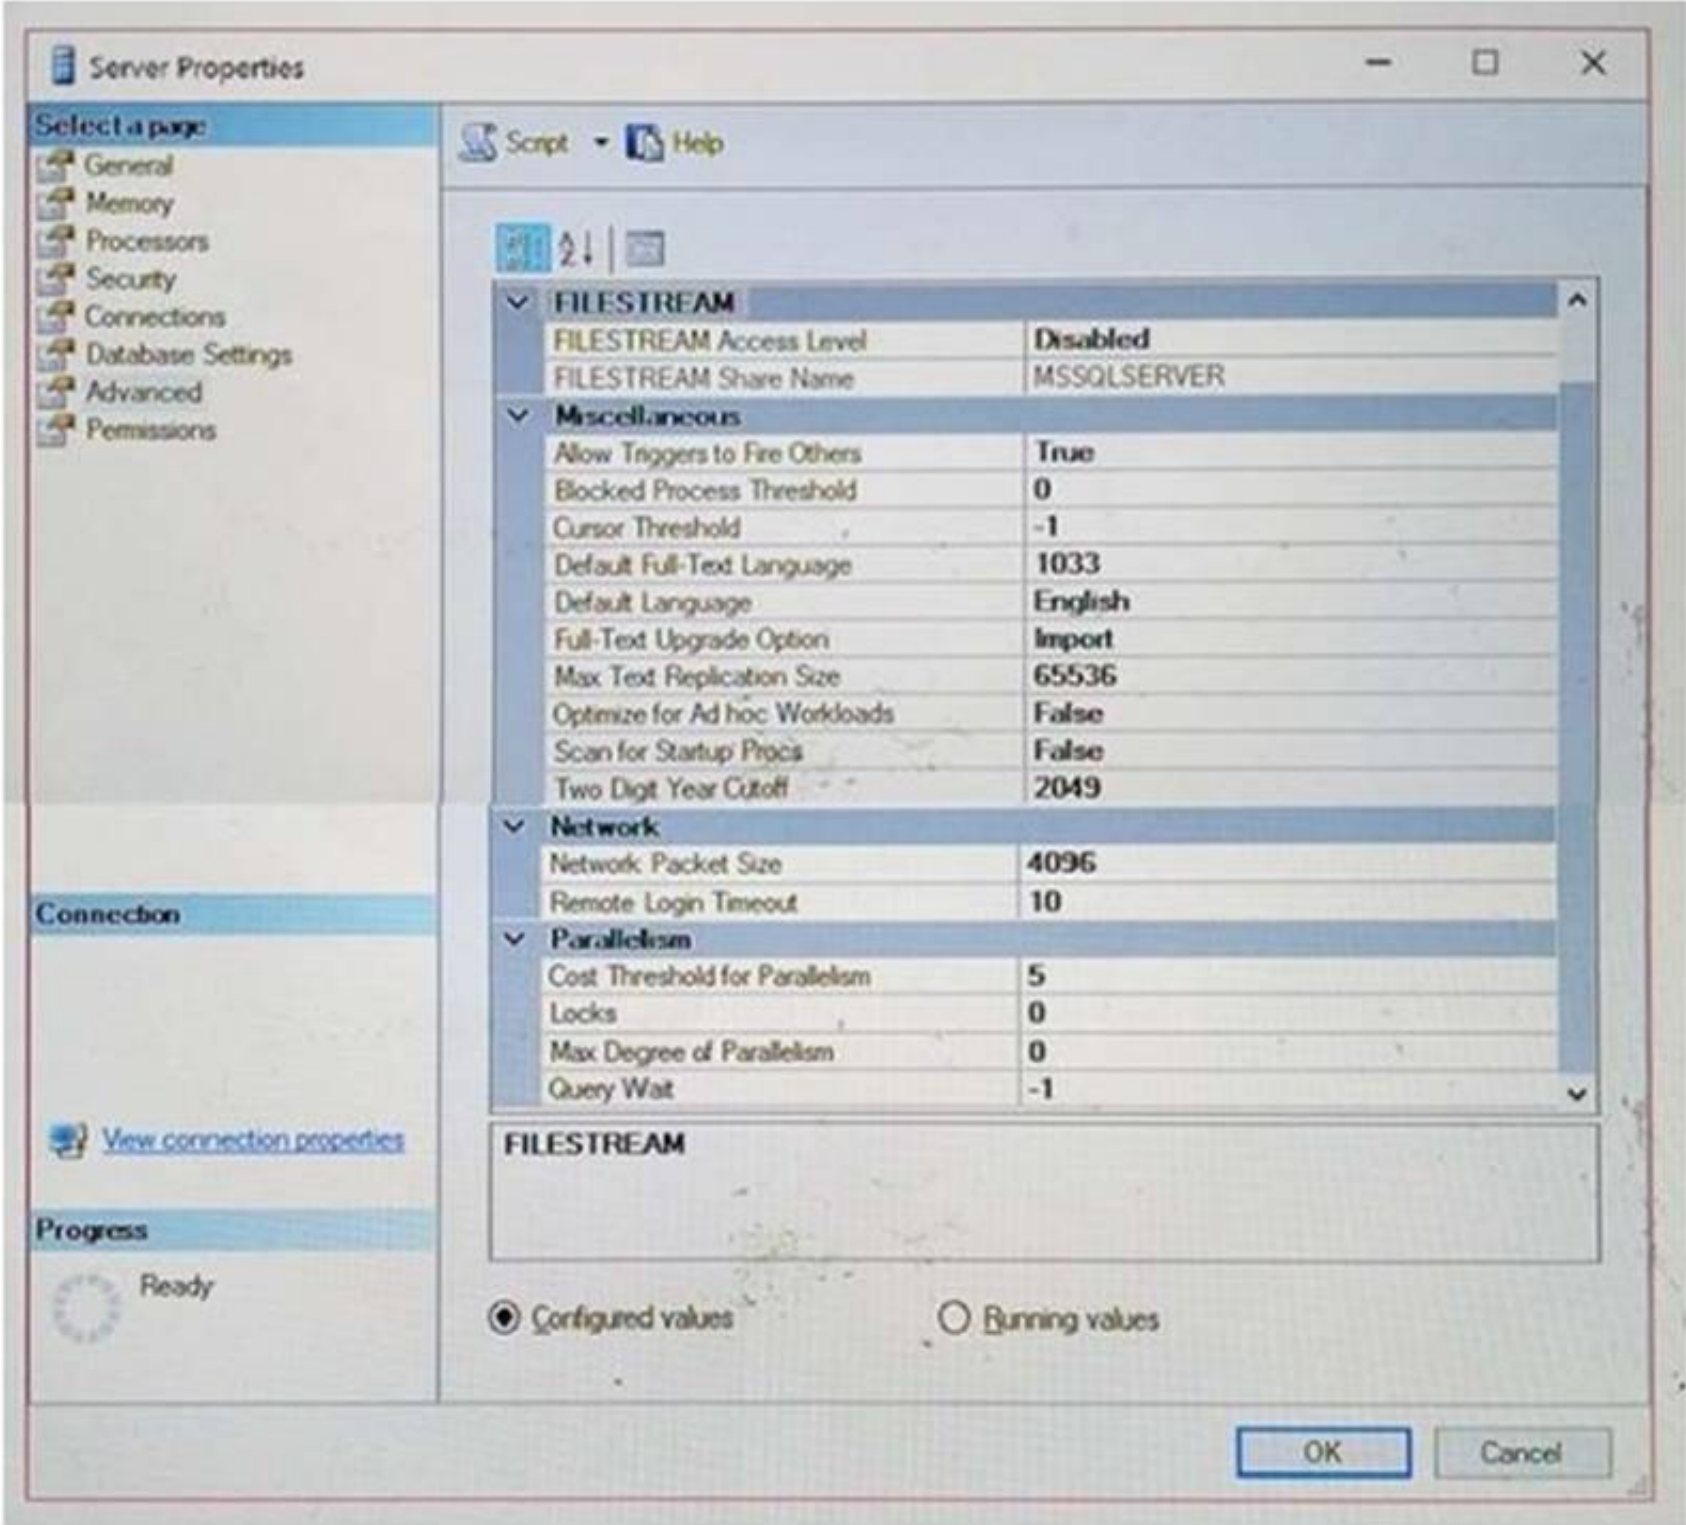 Server Properties
Select a page
General
Memory
Processors
Security
Connections
Database Settings
Advanced
Permissions
Connection
View connection properties
Progress
Ready
Script Help
FILESTREAM
FILESTREAM Access Level Disabled
FILESTREAM Share Name MSSQLSERVER
Miscellaneous
Allow Triggers to Fire Others True
Blocked Process Threshold 0
Cursor Threshold -1
Default Full-Text Language 1033
Default Language English
Full-Text Upgrade Option Import
Max Text Replication Size 65536
Optimize for Ad hoc Workloads False
Scan for Startup Procs False
Two Digit Year Cutoff 2049
Network
Network Packet Size 4096
Remote Login Timeout 10
Parallelism
Cost Threshold for Parallelism 5
Locks 0
Max Degree of Parallelism 0
Query Wait -1
FILESTREAM
Configured values Running values
OK Cancel